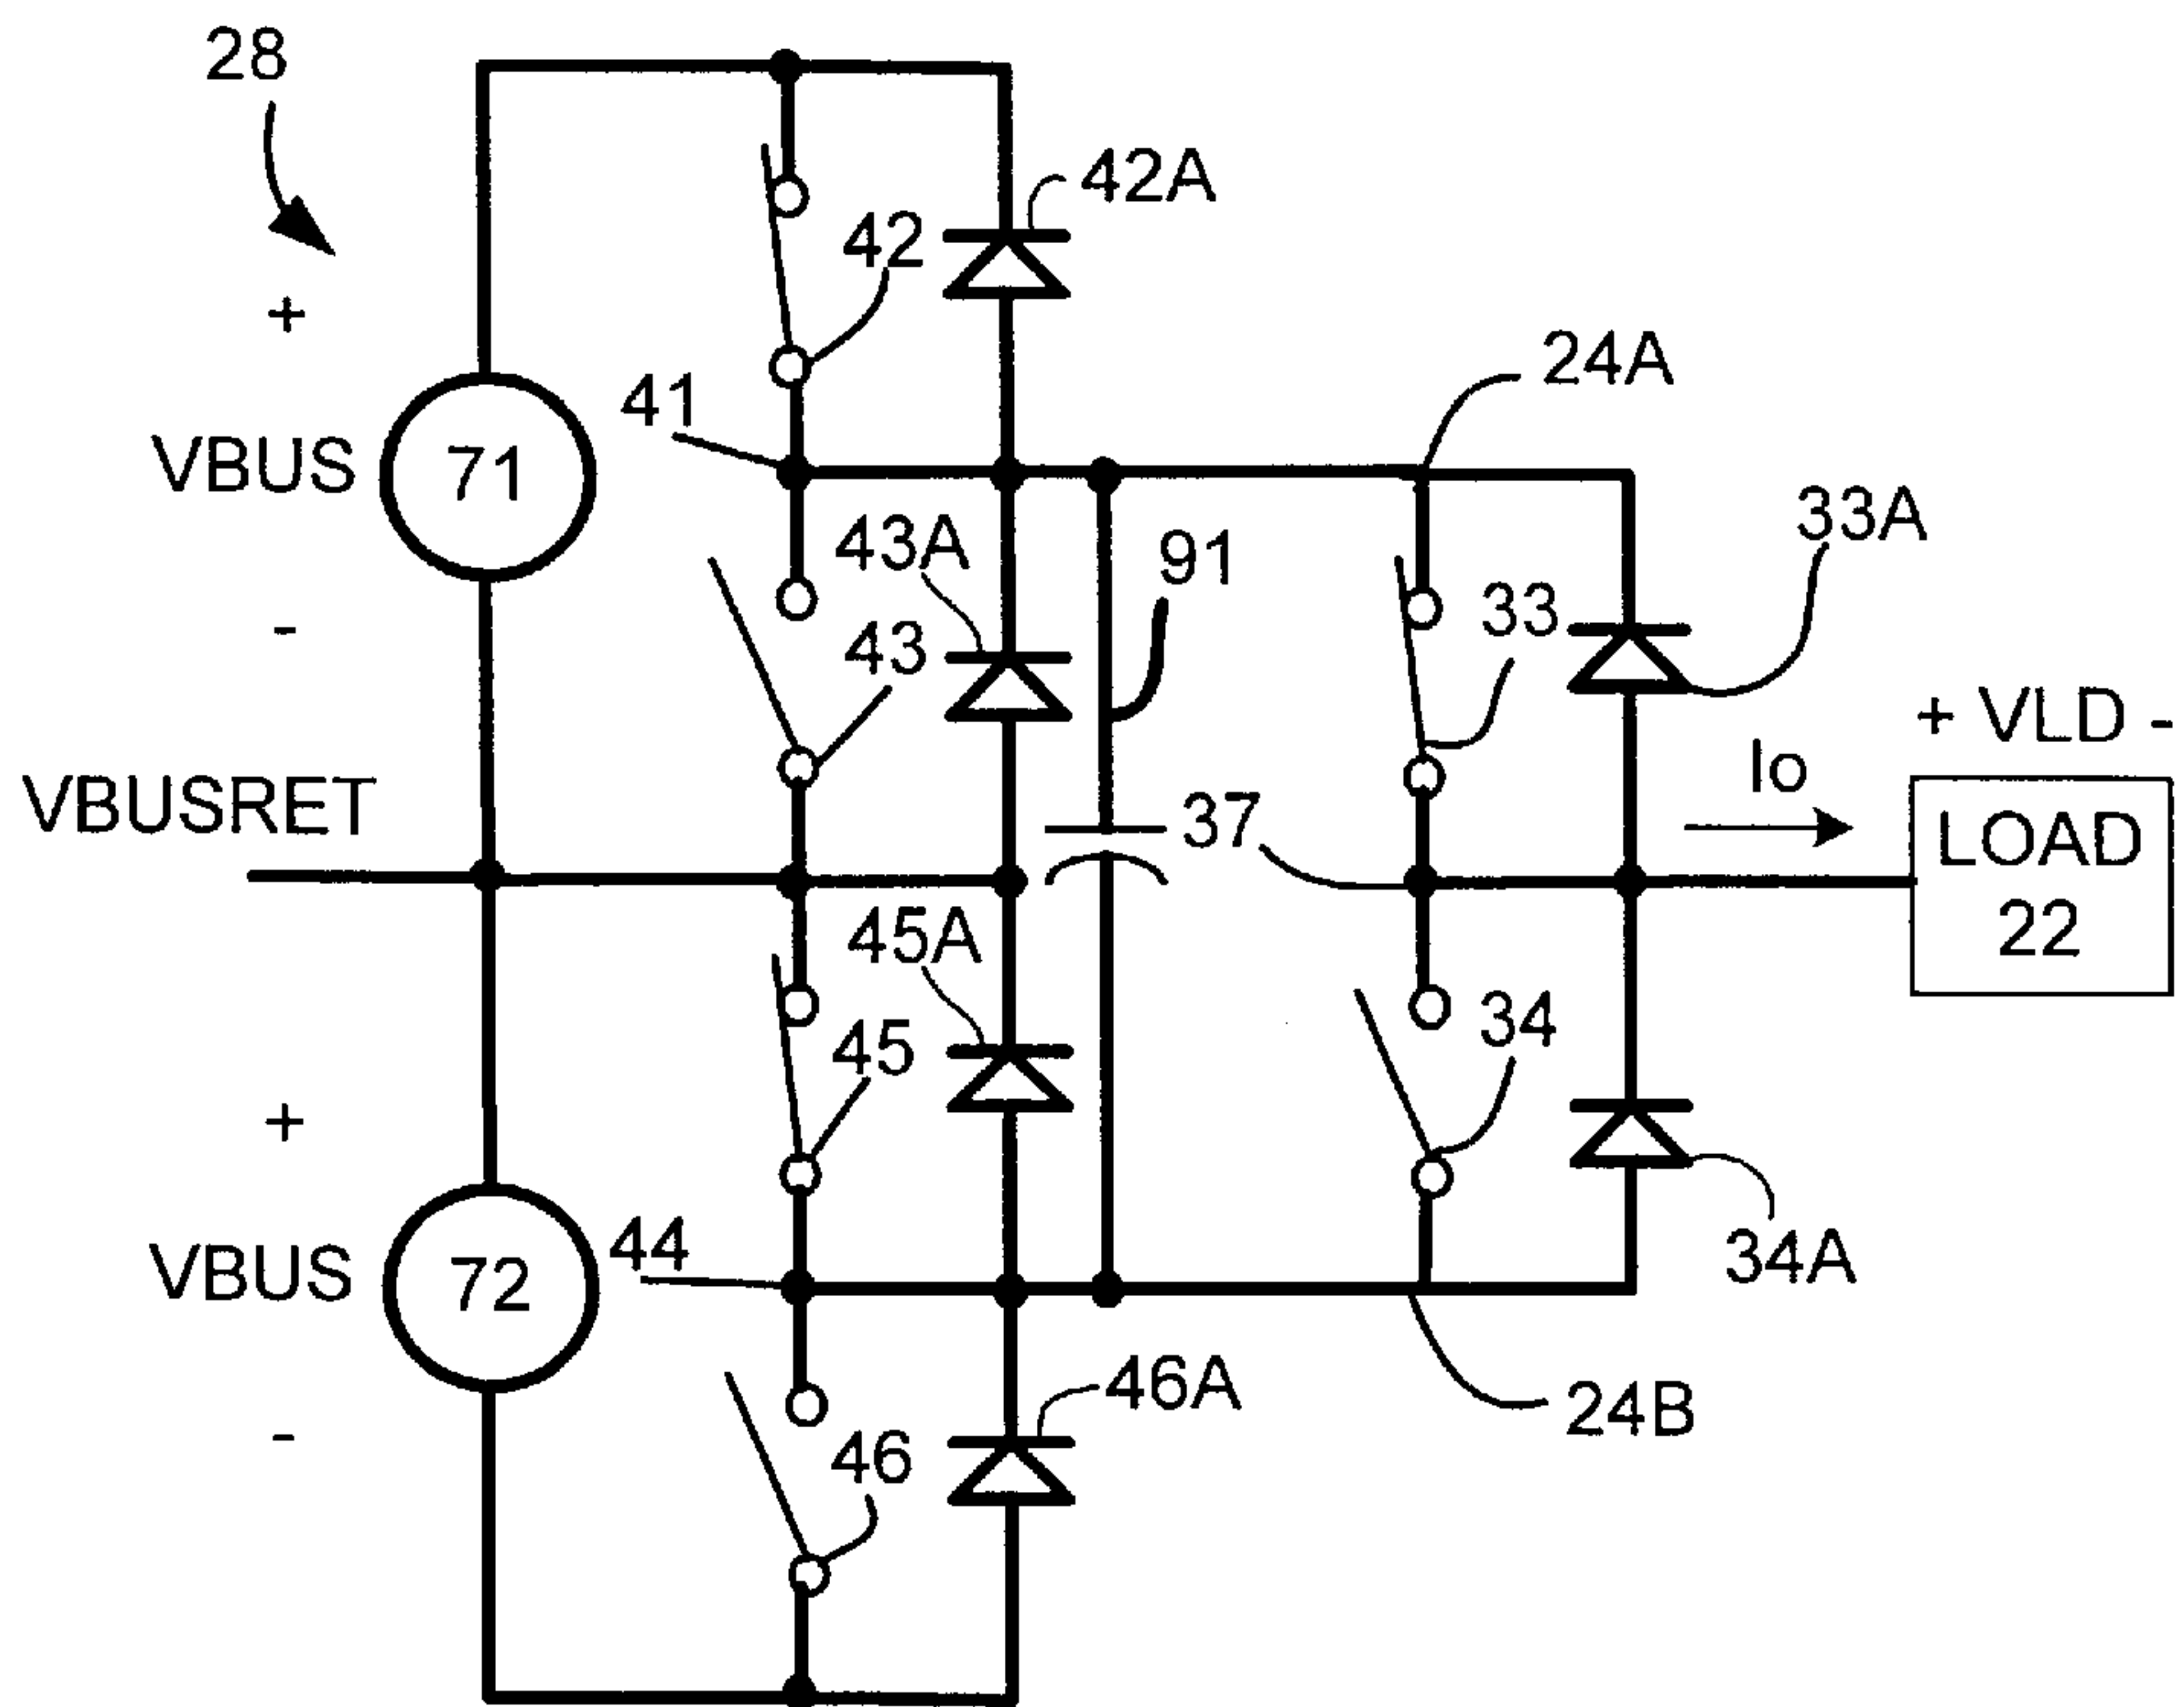 28
42A
42
+
24A
41
VBUS
71
33A
43A
91
33
43
-
+ VLD -
Io
VBUSRET
37
LOAD
22
45A
45
34
+
44
VBUS
72
34A
46A
24B
-
46